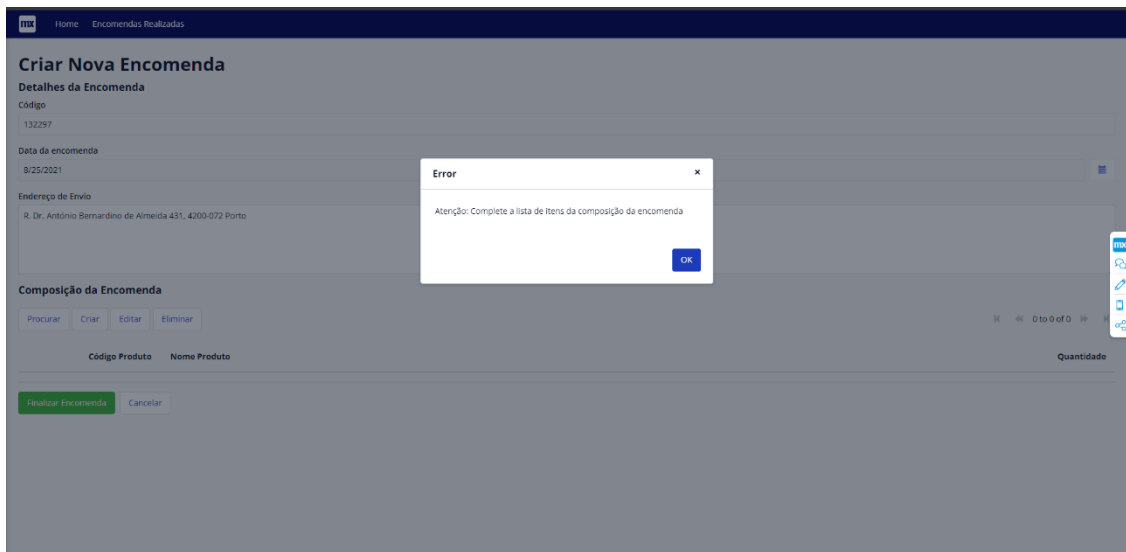 mx Home Encomendas Realizadas
Criar Nova Encomenda
Detalhes da Encomenda
Código
132297
Data da encomenda
8/25/2021
Endereço de Envio
R. Dr. António Bernardino de Almeida 431, 4200-072 Porto
Error ×
Atenção: Complete a lista de itens da composição da encomenda
OK
mx
Composição da Encomenda
Procurar Criar Editar Eliminar 0 to 0 of 0
Código Produto Nome Produto Quantidade
Finalizar Encomenda Cancelar